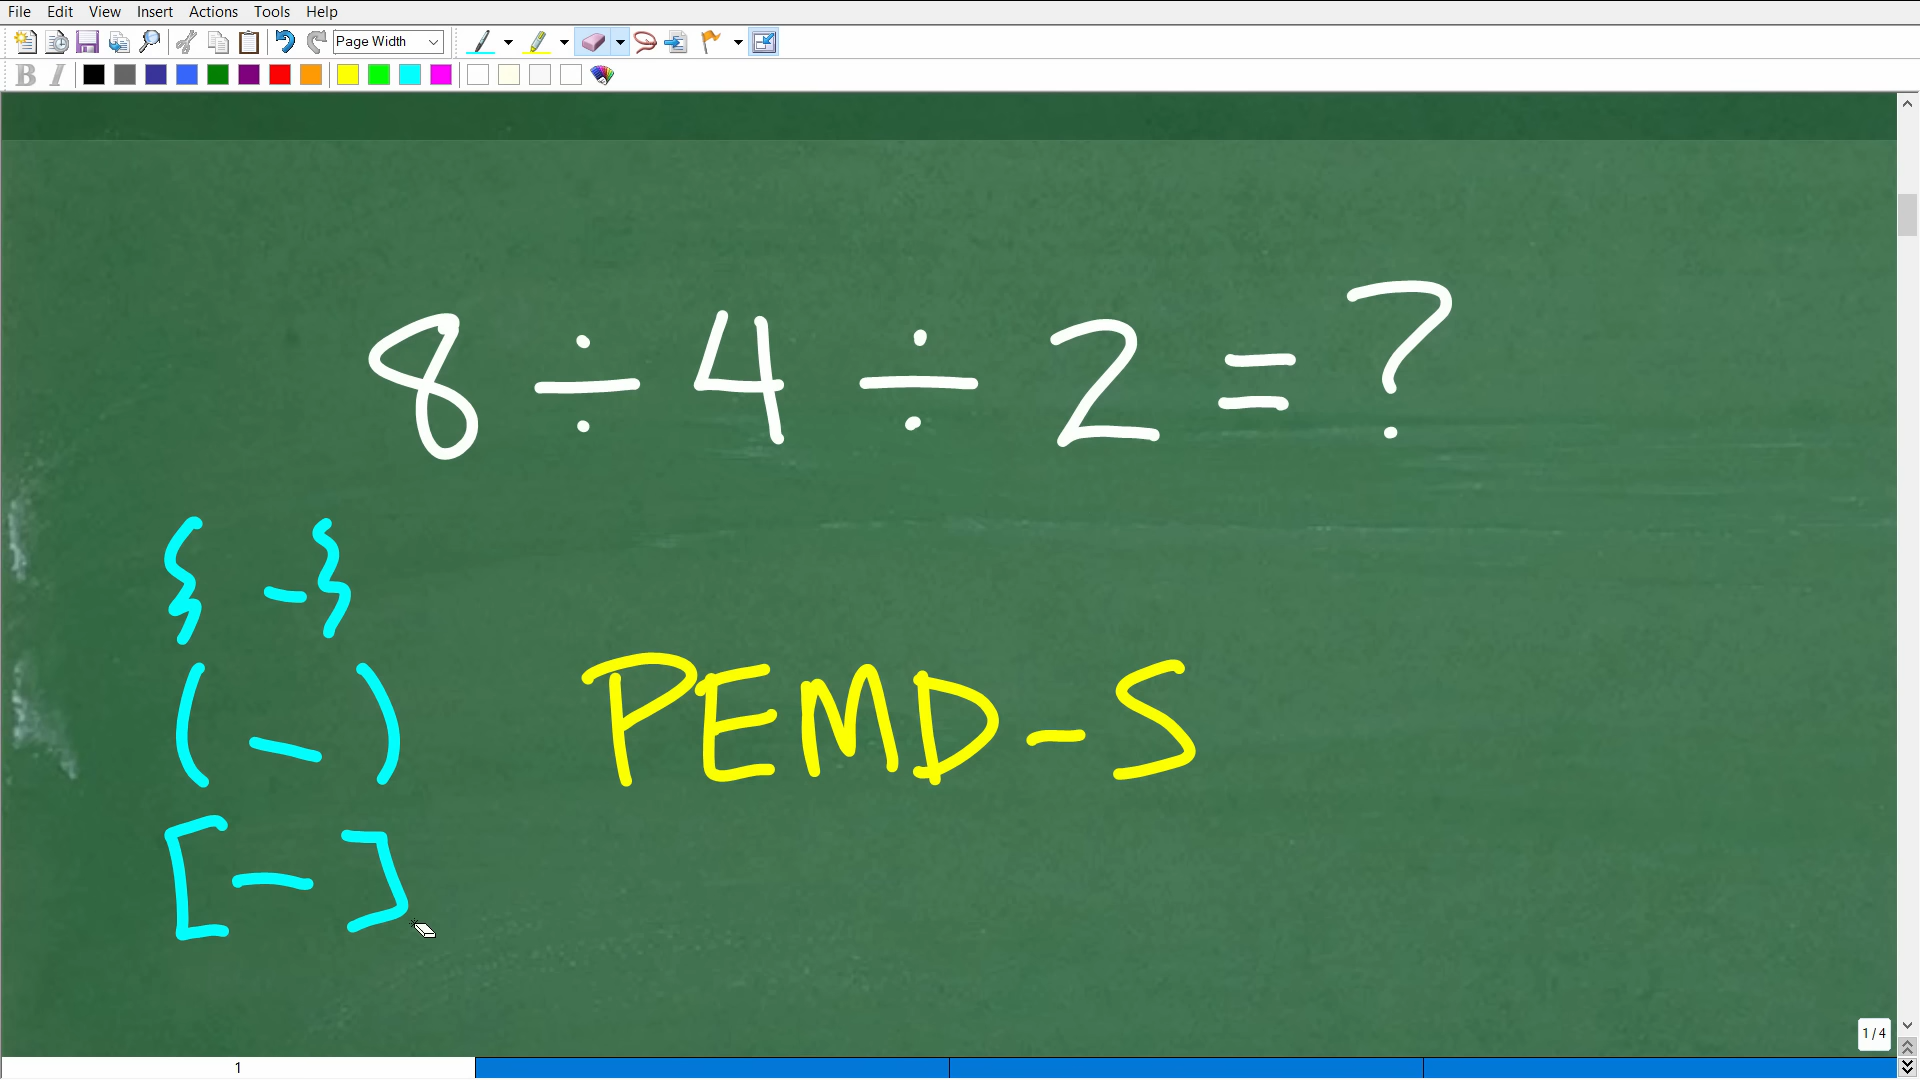 File Edit View Insert Actions Tools Help
Page Width
B I
8 ÷ 4 ÷ 2 = ?
{ - }
( - )
PEMD-S
[ - ]
1 / 4
1